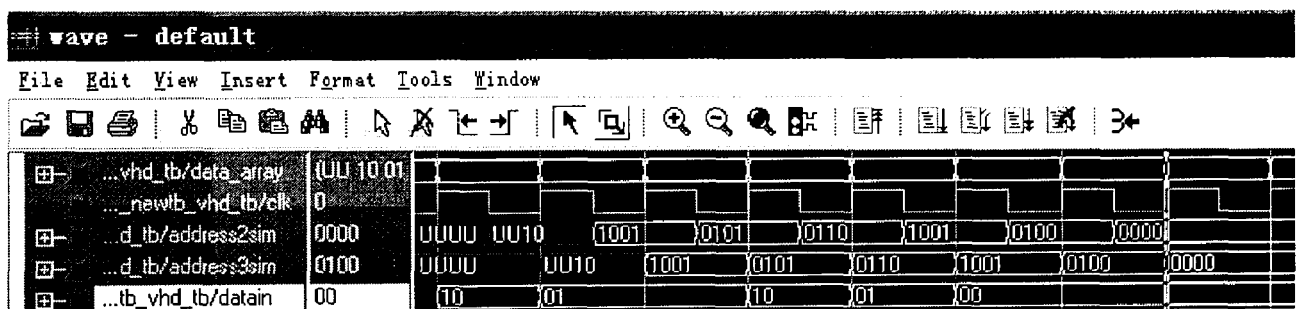 wave - default
File Edit View Insert Format Tools Window
...vhd_tb/data_array {UU 10 01
..._newtb_vhd_tb/clk 0
...d_tb/address2sim 0000 UUUU UU10 1001 0101 0110 1001 0100 0000
...d_tb/address3sim 0100 UUUU UU10 1001 0101 0110 1001 0100 0000
...tb_vhd_tb/datain 00 10 01 10 01 00